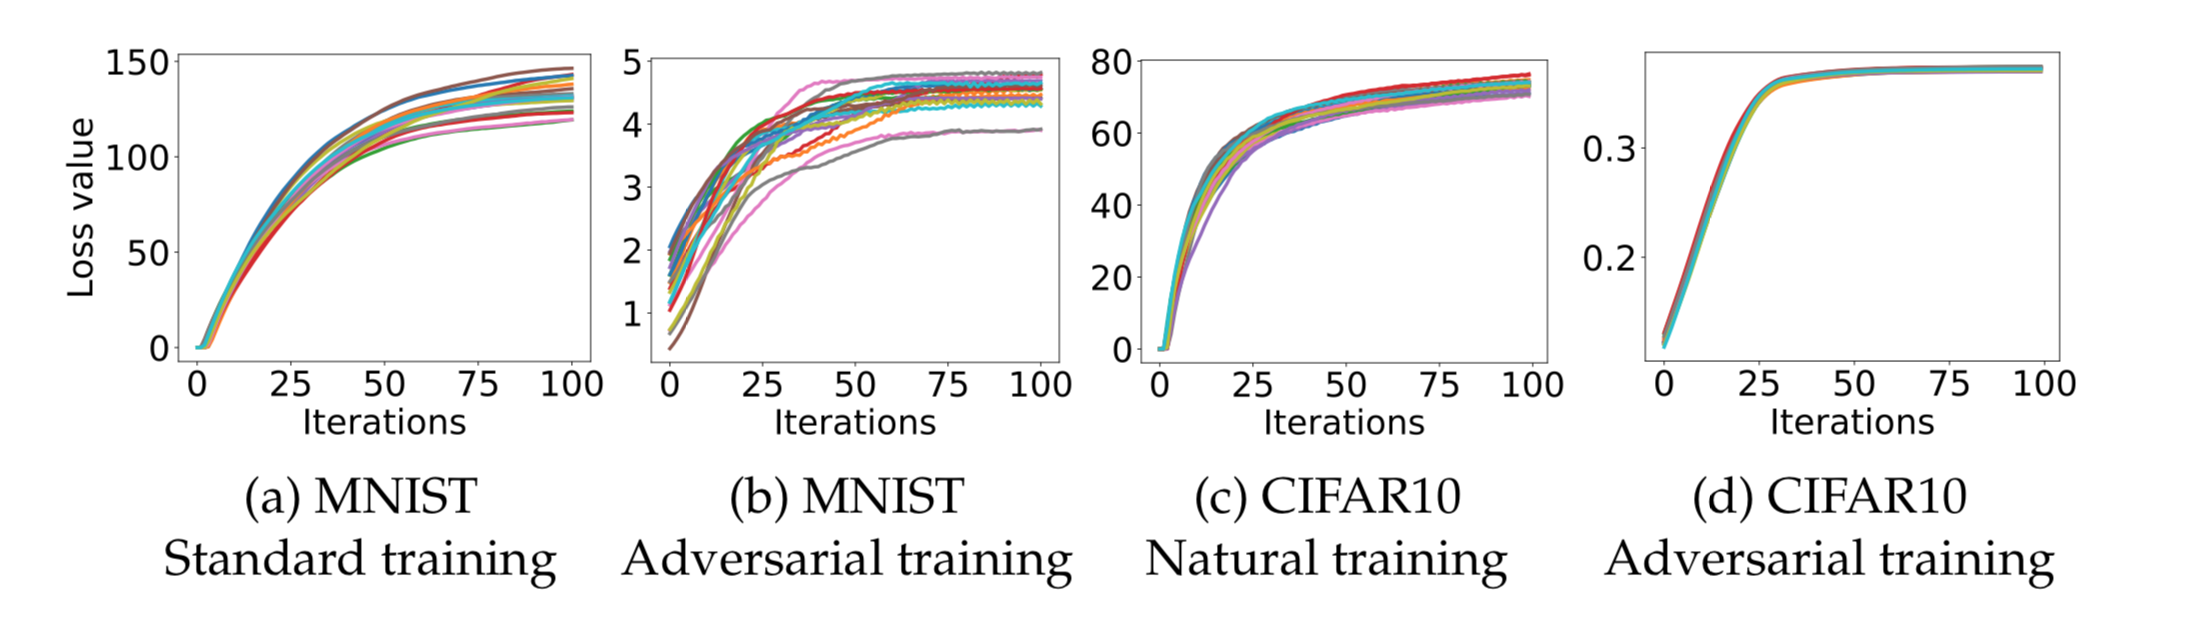 Loss value
150
100
50
0
0 25 50 75 100
Iterations
(a) MNIST
Standard training
5
4
3
2
1
0 25 50 75 100
Iterations
(b) MNIST
Adversarial training
80
60
40
20
0
0 25 50 75 100
Iterations
(c) CIFAR10
Natural training
0.3
0.2
0 25 50 75 100
Iterations
(d) CIFAR10
Adversarial training